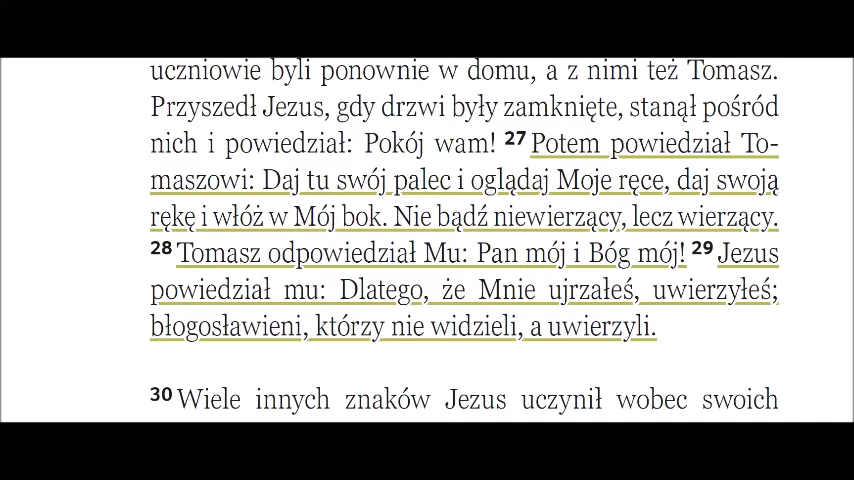 uczniowie byli ponownie w domu, a z nimi też Tomasz.
Przyszedł Jezus, gdy drzwi były zamknięte, stanął pośród
nich i powiedział: Pokój wam! 27 Potem powiedział To-
maszowi: Daj tu swój palec i oglądaj Moje ręce, daj swoją
rękę i włóż w Mój bok. Nie bądź niewierzący, lecz wierzący.
28 Tomasz odpowiedział Mu: Pan mój i Bóg mój! 29 Jezus
powiedział mu: Dlatego, że Mnie ujrzałeś, uwierzyłeś;
błogosławieni, którzy nie widzieli, a uwierzyli.
30 Wiele innych znaków Jezus uczynił wobec swoich